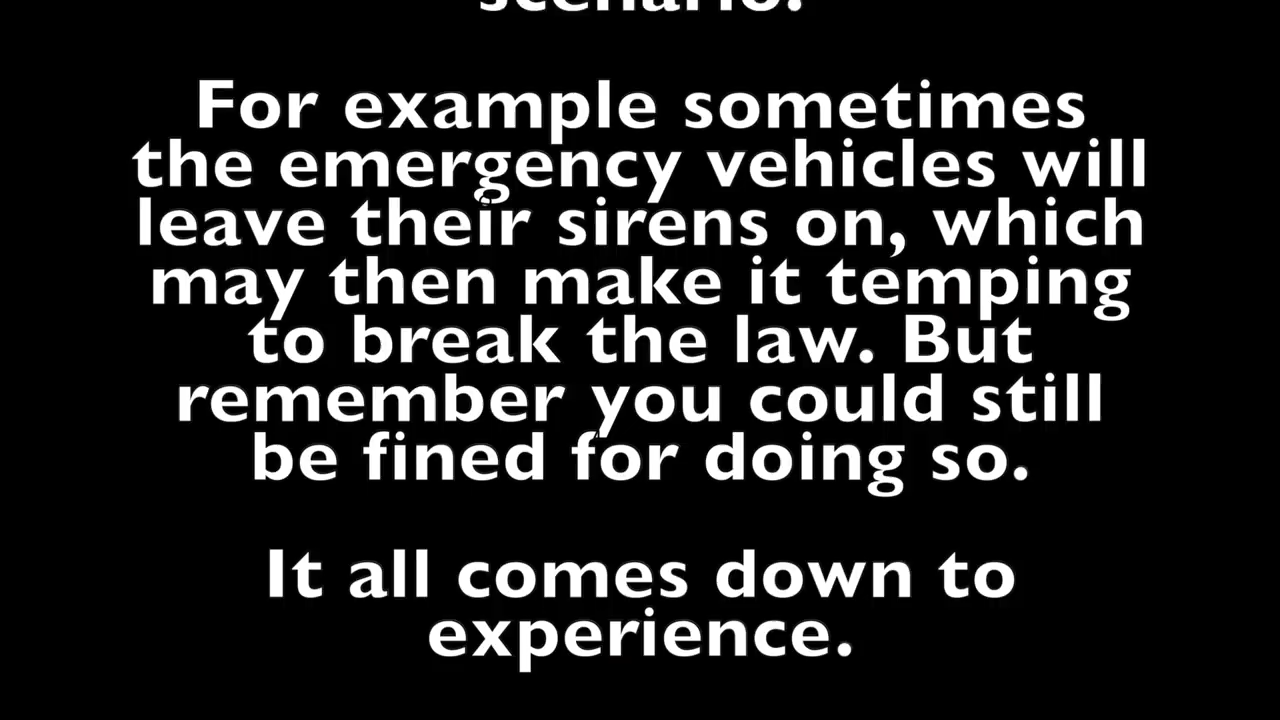 scenario.
For example sometimes
the emergency vehicles will
leave their sirens on, which
may then make it temping
to break the law. But
remember you could still
be fined for doing so.
It all comes down to
experience.